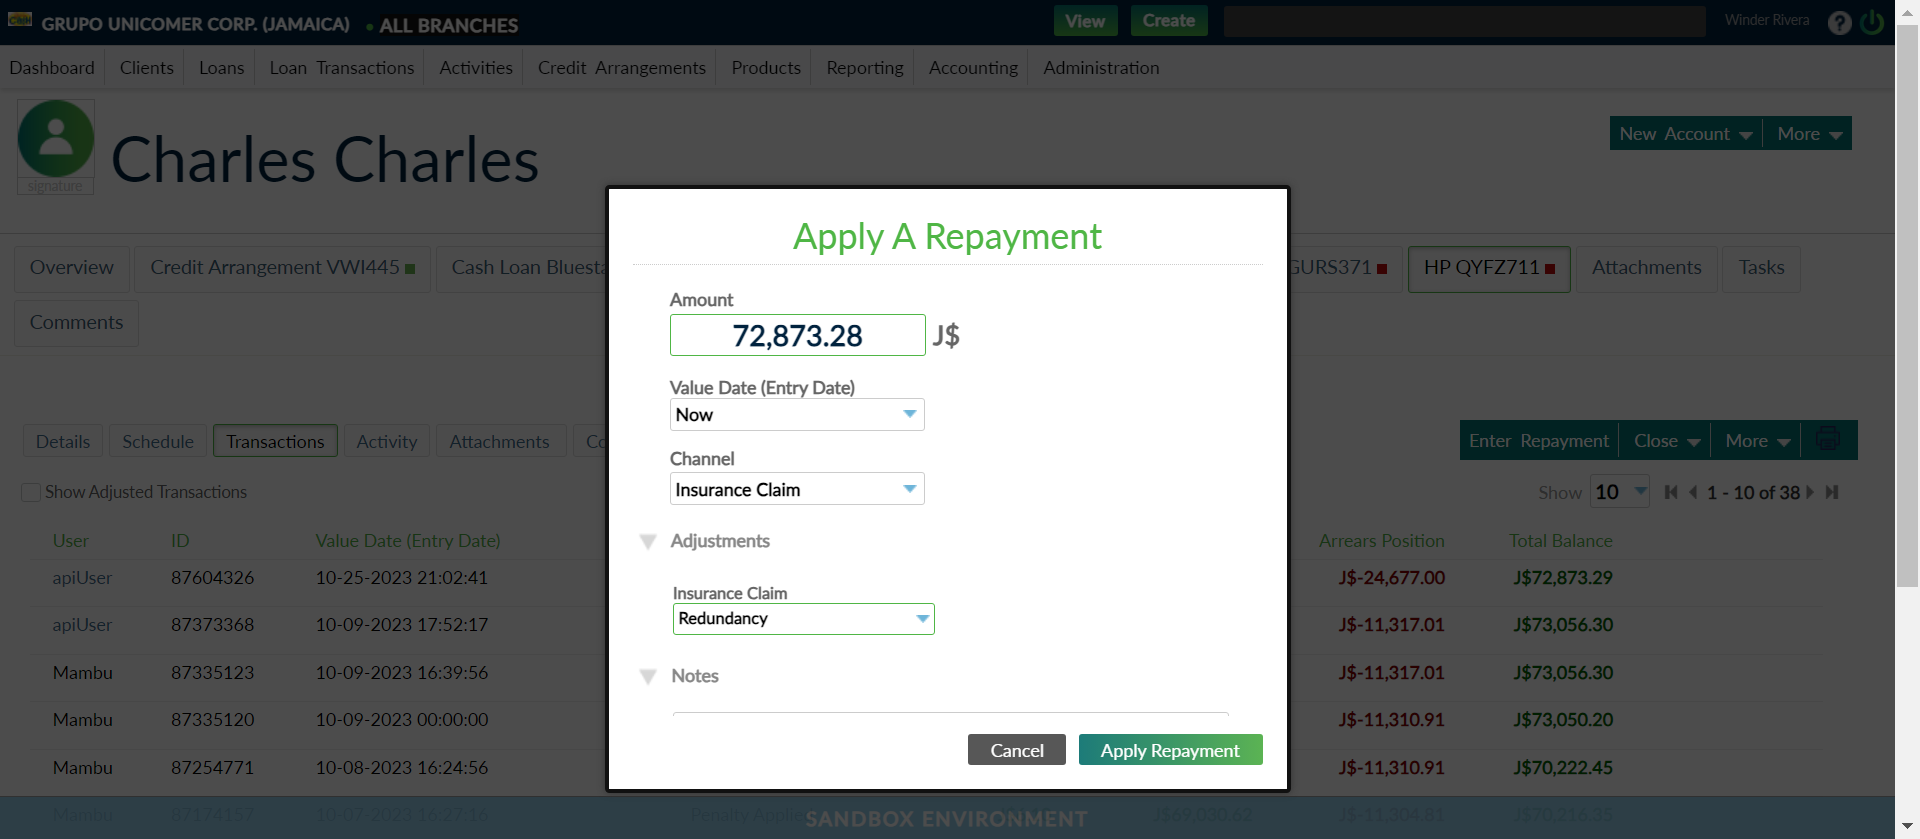 GRUPO UNICOMER CORP. (JAMAICA) • ALL BRANCHES View Create Winder Rivera ?
Dashboard Clients Loans Loan Transactions Activities Credit Arrangements Products Reporting Accounting Administration
Charles Charles
signature
New Account More
Apply A Repayment
Overview Credit Arrangement VWI445 Cash Loan Bluesta GURS371 HP QYFZ711 Attachments Tasks
Comments
Amount
72,873.28 J$
Value Date (Entry Date)
Now
Channel
Insurance Claim
Adjustments
Insurance Claim
Redundancy
Notes
Cancel Apply Repayment
Details Schedule Transactions Activity Attachments Co Enter Repayment Close More
Show Adjusted Transactions Show 10 1 - 10 of 38
User ID Value Date (Entry Date) Arrears Position Total Balance
apiUser 87604326 10-25-2023 21:02:41 J$-24,677.00 J$72,873.29
apiUser 87373368 10-09-2023 17:52:17 J$-11,317.01 J$73,056.30
Mambu 87335123 10-09-2023 16:39:56 J$-11,317.01 J$73,056.30
Mambu 87335120 10-09-2023 00:00:00 J$-11,310.91 J$73,050.20
Mambu 87254771 10-08-2023 16:24:56 J$-11,310.91 J$70,222.45
Mambu 87174157 10-07-2023 16:27:16 Penalty Applie J$69,030.62 J$-11,304.81 J$70,216.35
SANDBOX ENVIRONMENT